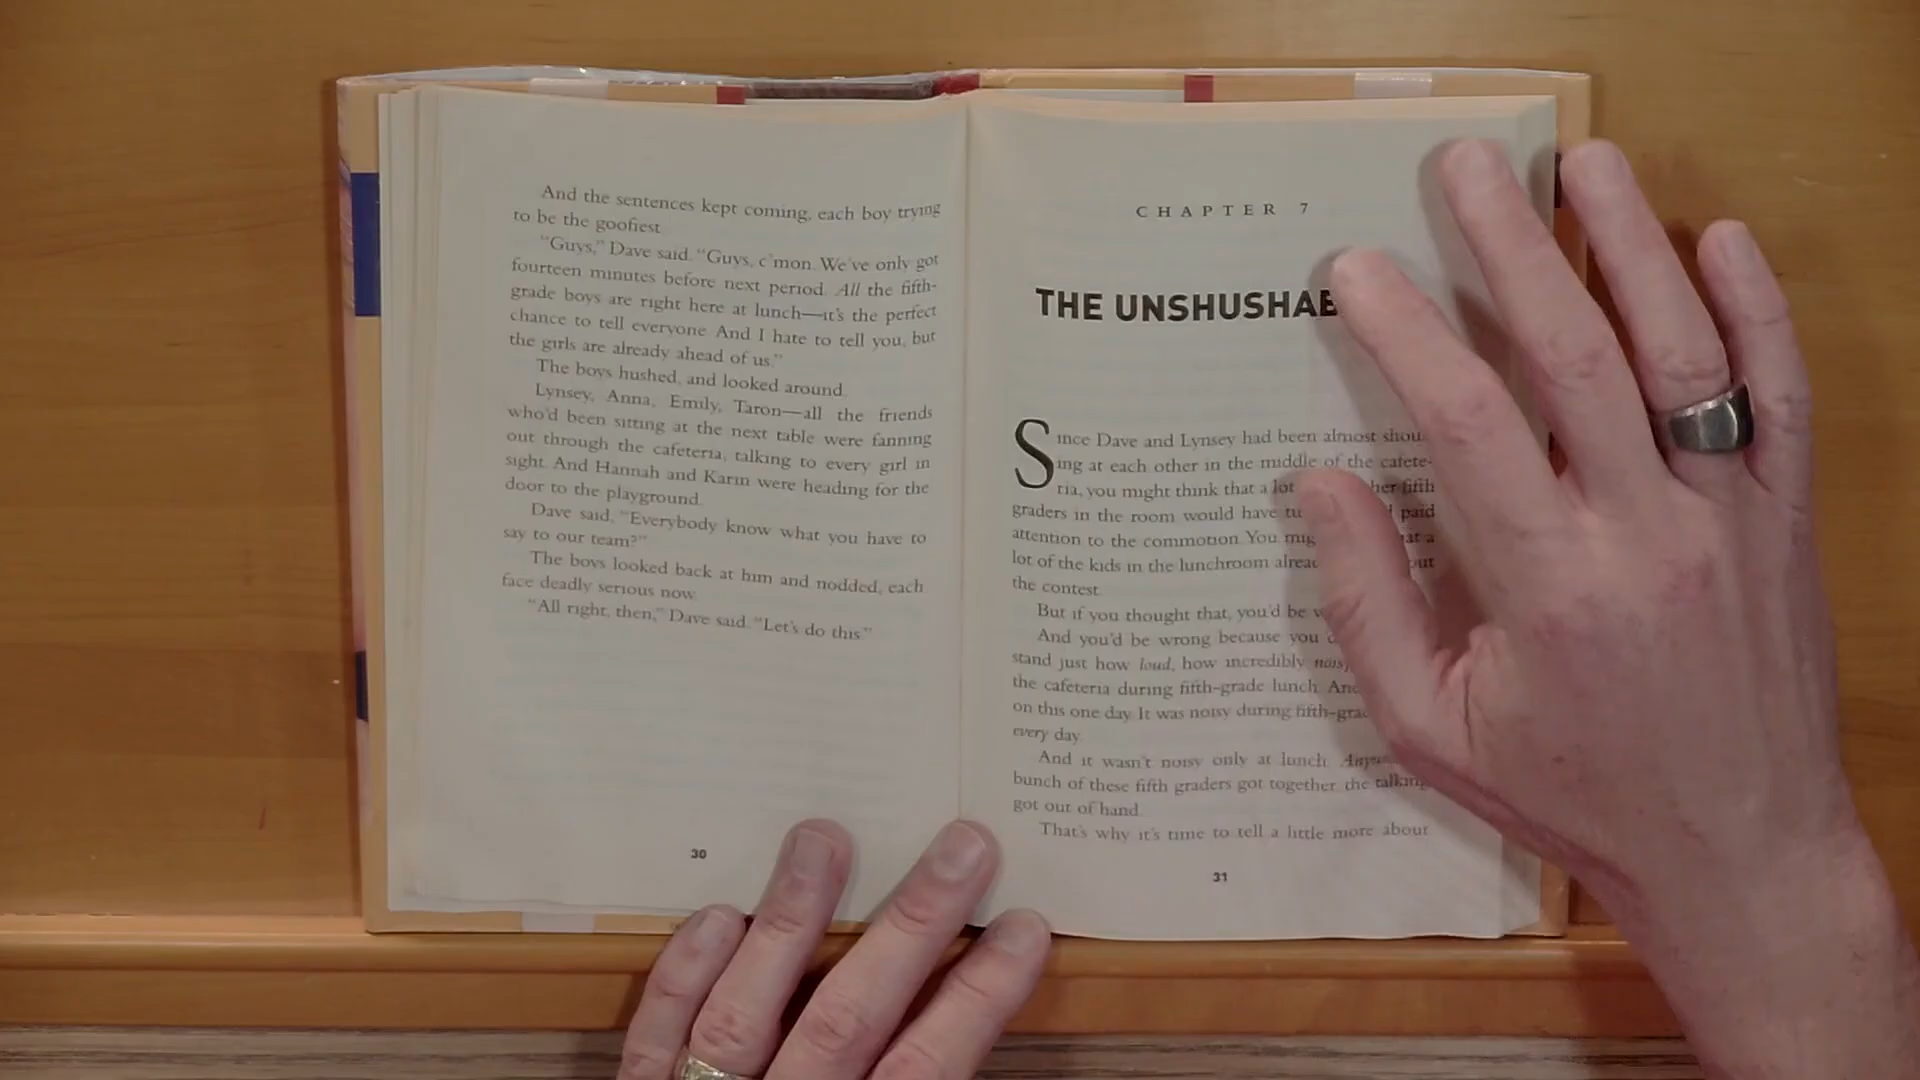 And the sentences kept coming, each boy trying
to be the goofiest.
"Guys," Dave said. "Guys, c'mon. We've only got
fourteen minutes before next period. All the fifth-
grade boys are right here at lunch—it's the perfect
chance to tell everyone. And I hate to tell you, but
the girls are already ahead of us."
The boys hushed, and looked around.
Lynsey, Anna, Emily, Taron—all the friends
who'd been sitting at the next table were fanning
out through the cafeteria, talking to every girl in
sight. And Hannah and Karin were heading for the
door to the playground.
Dave said, "Everybody know what you have to
say to our team?"
The boys looked back at him and nodded, each
face deadly serious now.
"All right, then," Dave said. "Let's do this."
30
CHAPTER 7
THE
Since Dave and Lynsey had been almost
ing at each other in the middle of the cafete-
ria, you might think that a lot fifth
graders in the room would have paid
attention to the commotion. You a
lot of the kids in the lunchroom
the contest.
But if you thought that, you'd be
And you'd be wrong because you
stand just how loud, how incredibly
the cafeteria during fifth-grade lunch. And
on this one day. It was noisy during
every day.
And it wasn't noisy only at lunch.
bunch of these fifth graders got together, the talking
got out of hand.
That's why it's time to tell a little more about
31